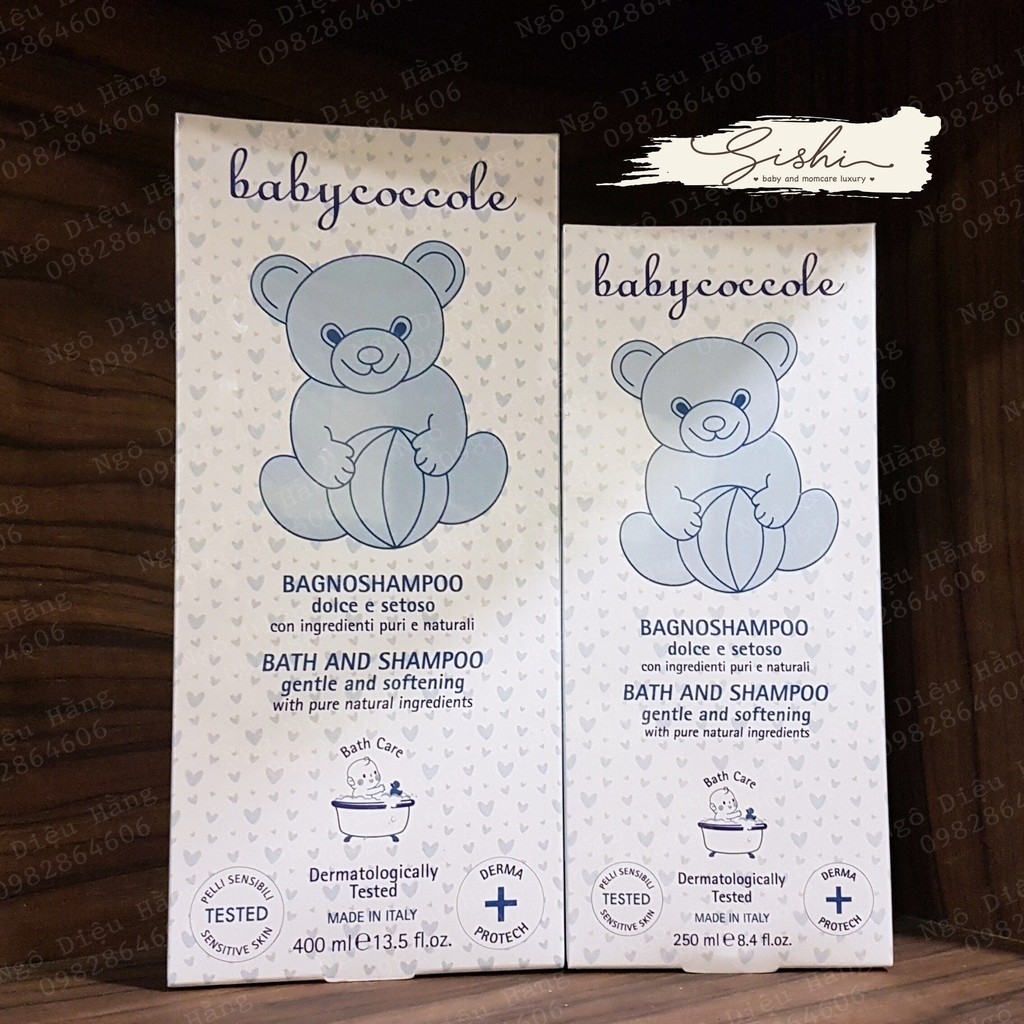 Ngô Diệu Hằng
0982864606
Gishi
♥ baby and momcare luxury ♥
babycoccole
BAGNOSHAMPOO
dolce e setoso
con ingredienti puri e naturali
BATH AND SHAMPOO
gentle and softening
with pure natural ingredients
Bath Care
Dermatologically
Tested
MADE IN ITALY
400 ml e 13.5 fl.oz.
PELLI SENSIBILI
TESTED
SENSITIVE SKIN
DERMA
PROTECH
babycoccole
BAGNOSHAMPOO
dolce e setoso
con ingredienti puri e naturali
BATH AND SHAMPOO
gentle and softening
with pure natural ingredients
Bath Care
Dermatologically
Tested
MADE IN ITALY
250 ml e 8.4 fl.oz.
PELLI SENSIBILI
TESTED
SENSITIVE SKIN
DERMA
PROTECH